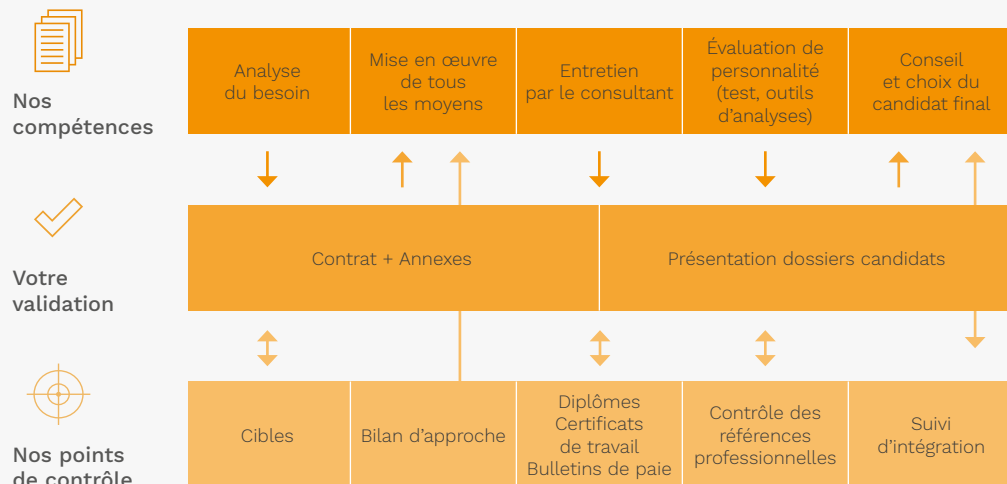 Nos
compétences
Analyse
du besoin
Mise en œuvre
de tous
les moyens
Entretien
par le consultant
Évaluation de
personnalité
(test, outils
d’analyses)
Conseil
et choix du
candidat final
Votre
validation
Contrat + Annexes
Présentation dossiers candidats
Nos points
de contrôle
Cibles
Bilan d’approche
Diplômes
Certificats
de travail
Bulletins de paie
Contrôle des
références
professionnelles
Suivi
d’intégration